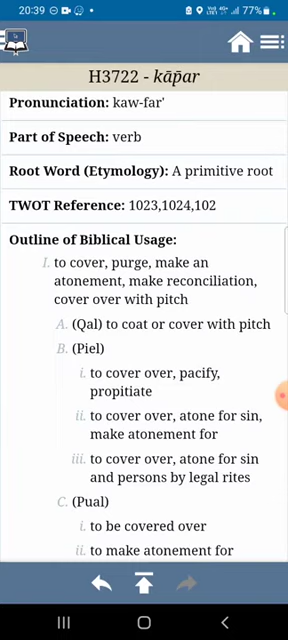 20:39
77%
H3722 - kāp̄ar
Pronunciation: kaw-far'
Part of Speech: verb
Root Word (Etymology): A primitive root
TWOT Reference: 1023,1024,102
Outline of Biblical Usage:
I. to cover, purge, make an
atonement, make reconciliation,
cover over with pitch
A. (Qal) to coat or cover with pitch
B. (Piel)
i. to cover over, pacify,
propitiate
ii. to cover over, atone for sin,
make atonement for
iii. to cover over, atone for sin
and persons by legal rites
C. (Pual)
i. to be covered over
ii. to make atonement for